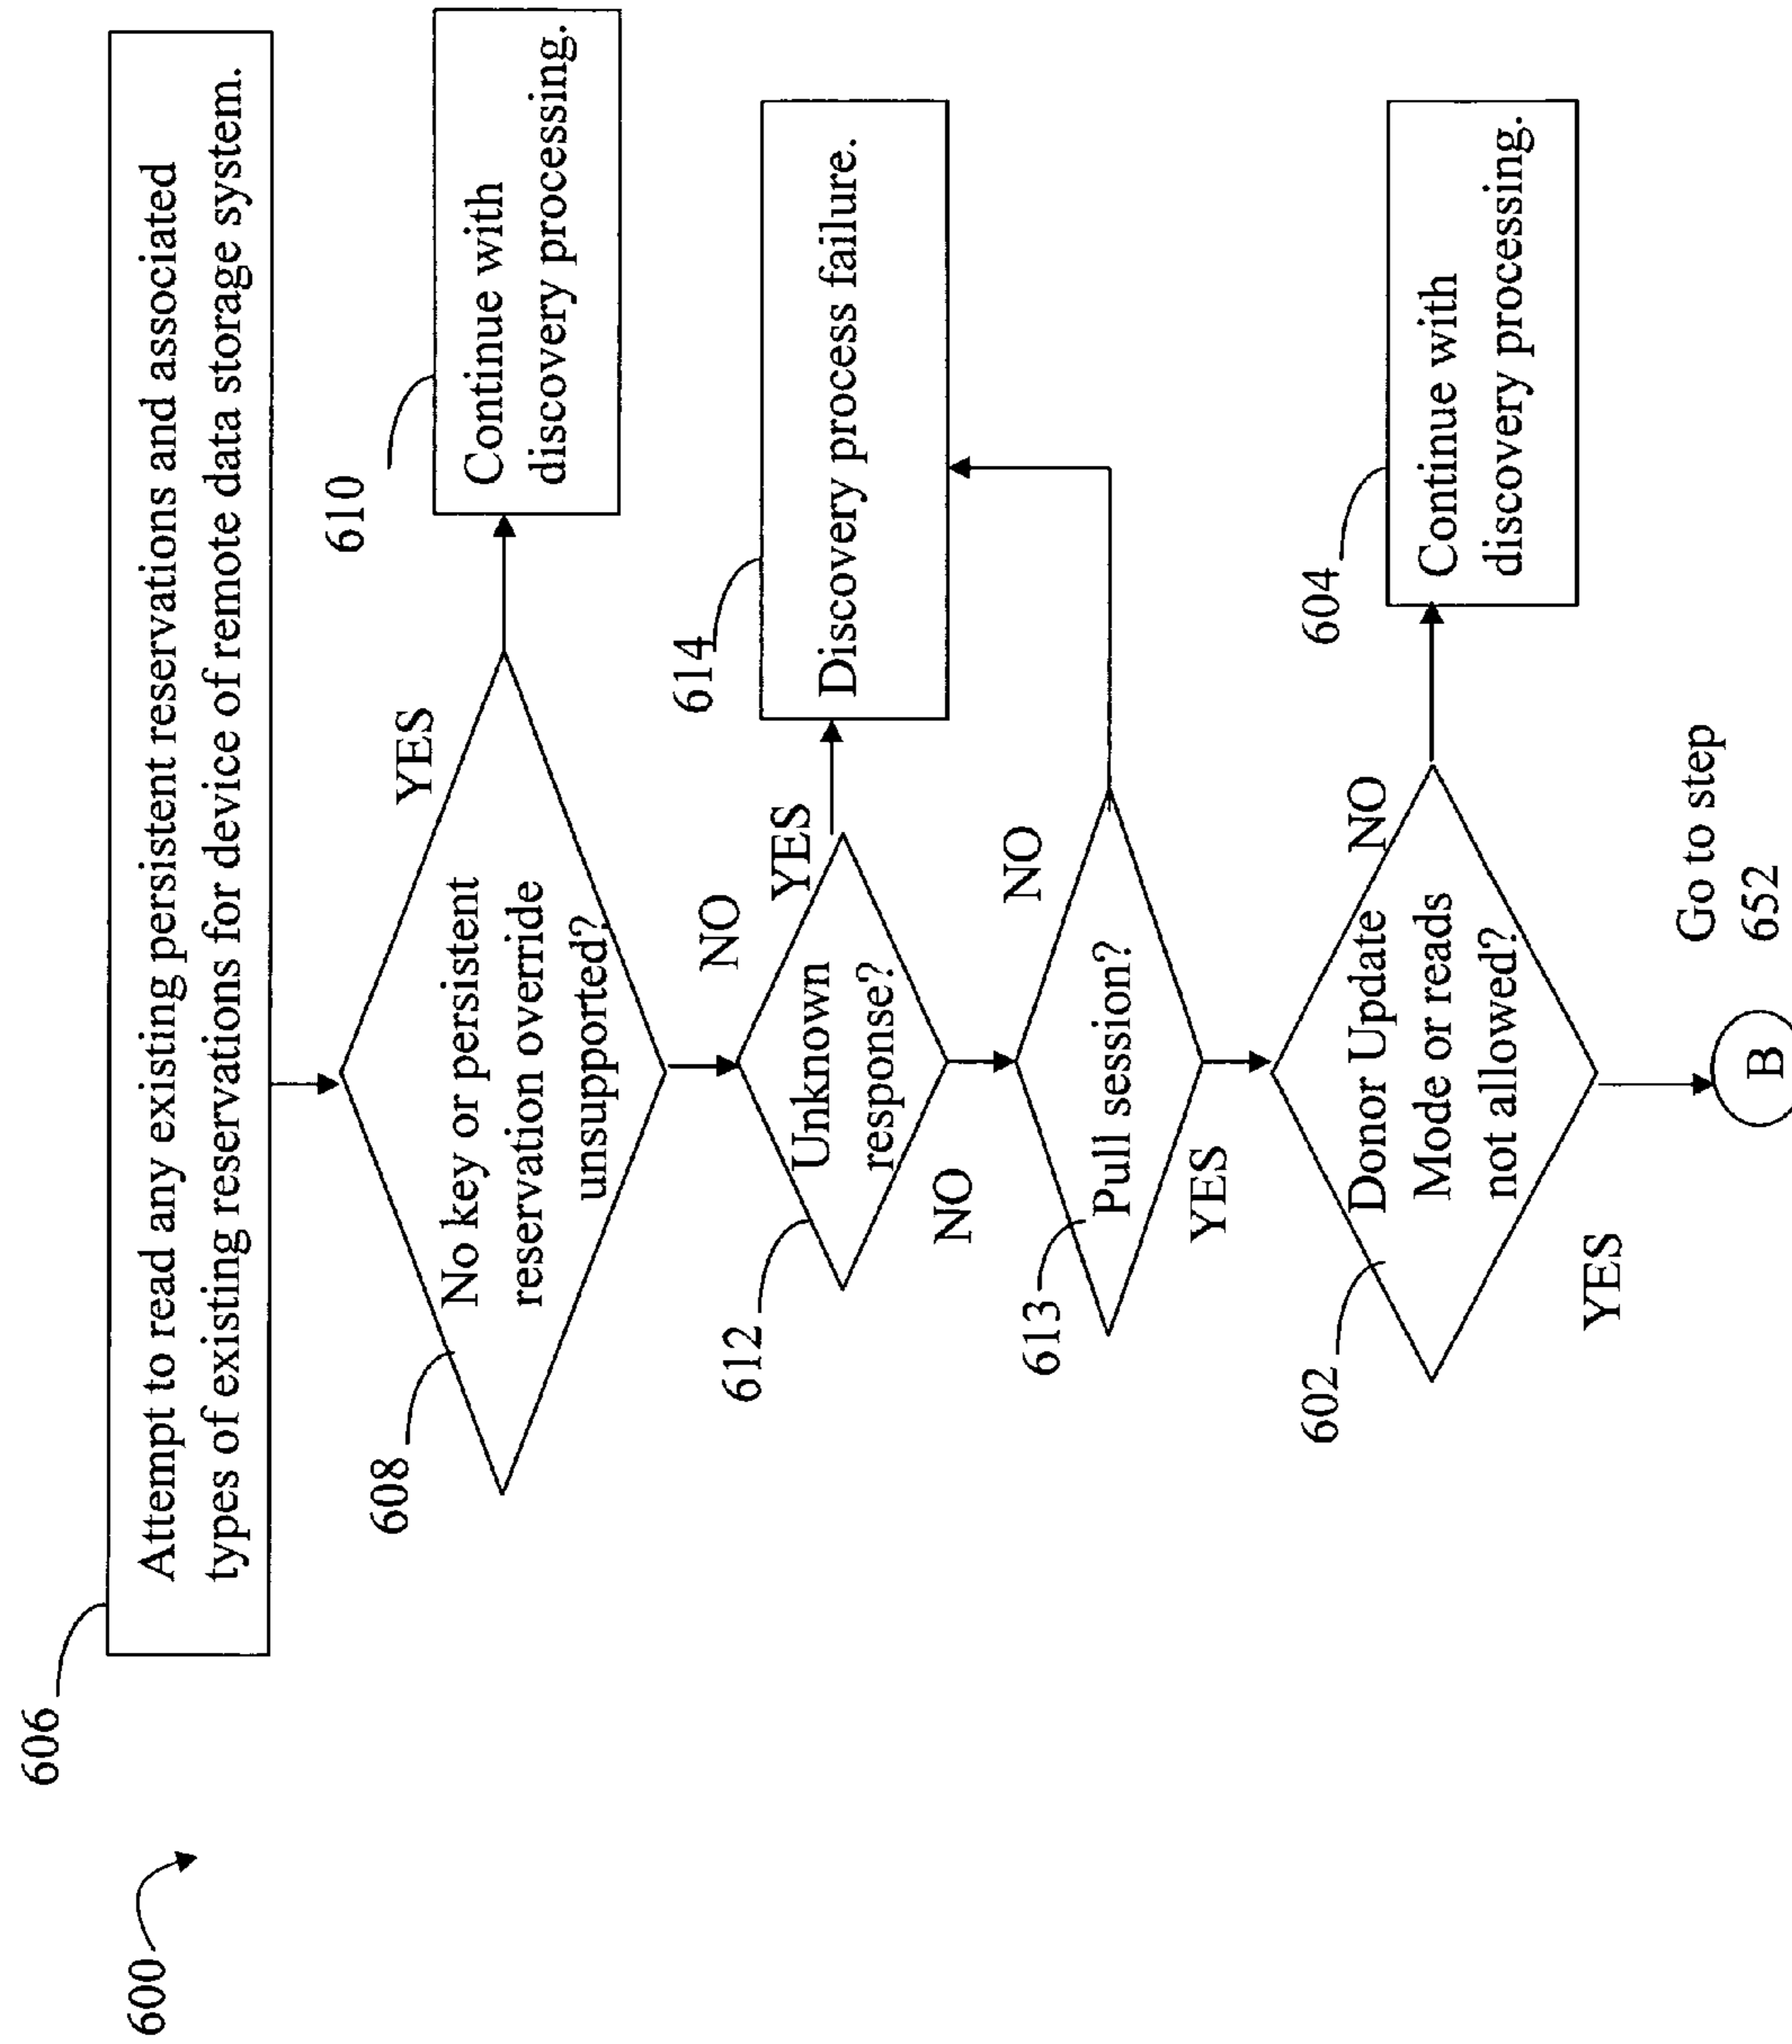 600
606
Attempt to read any existing persistent reservations and associated
types of existing reservations for device of remote data storage system.
608
No key or persistent
reservation override
unsupported?
YES
610
Continue with
discovery processing.
NO
612
Unknown
response?
YES
614
Discovery process failure.
NO
613
Pull session?
NO
YES
602
Donor Update
Mode or reads
not allowed?
NO
604
Continue with
discovery processing.
YES
Go to step
652
B